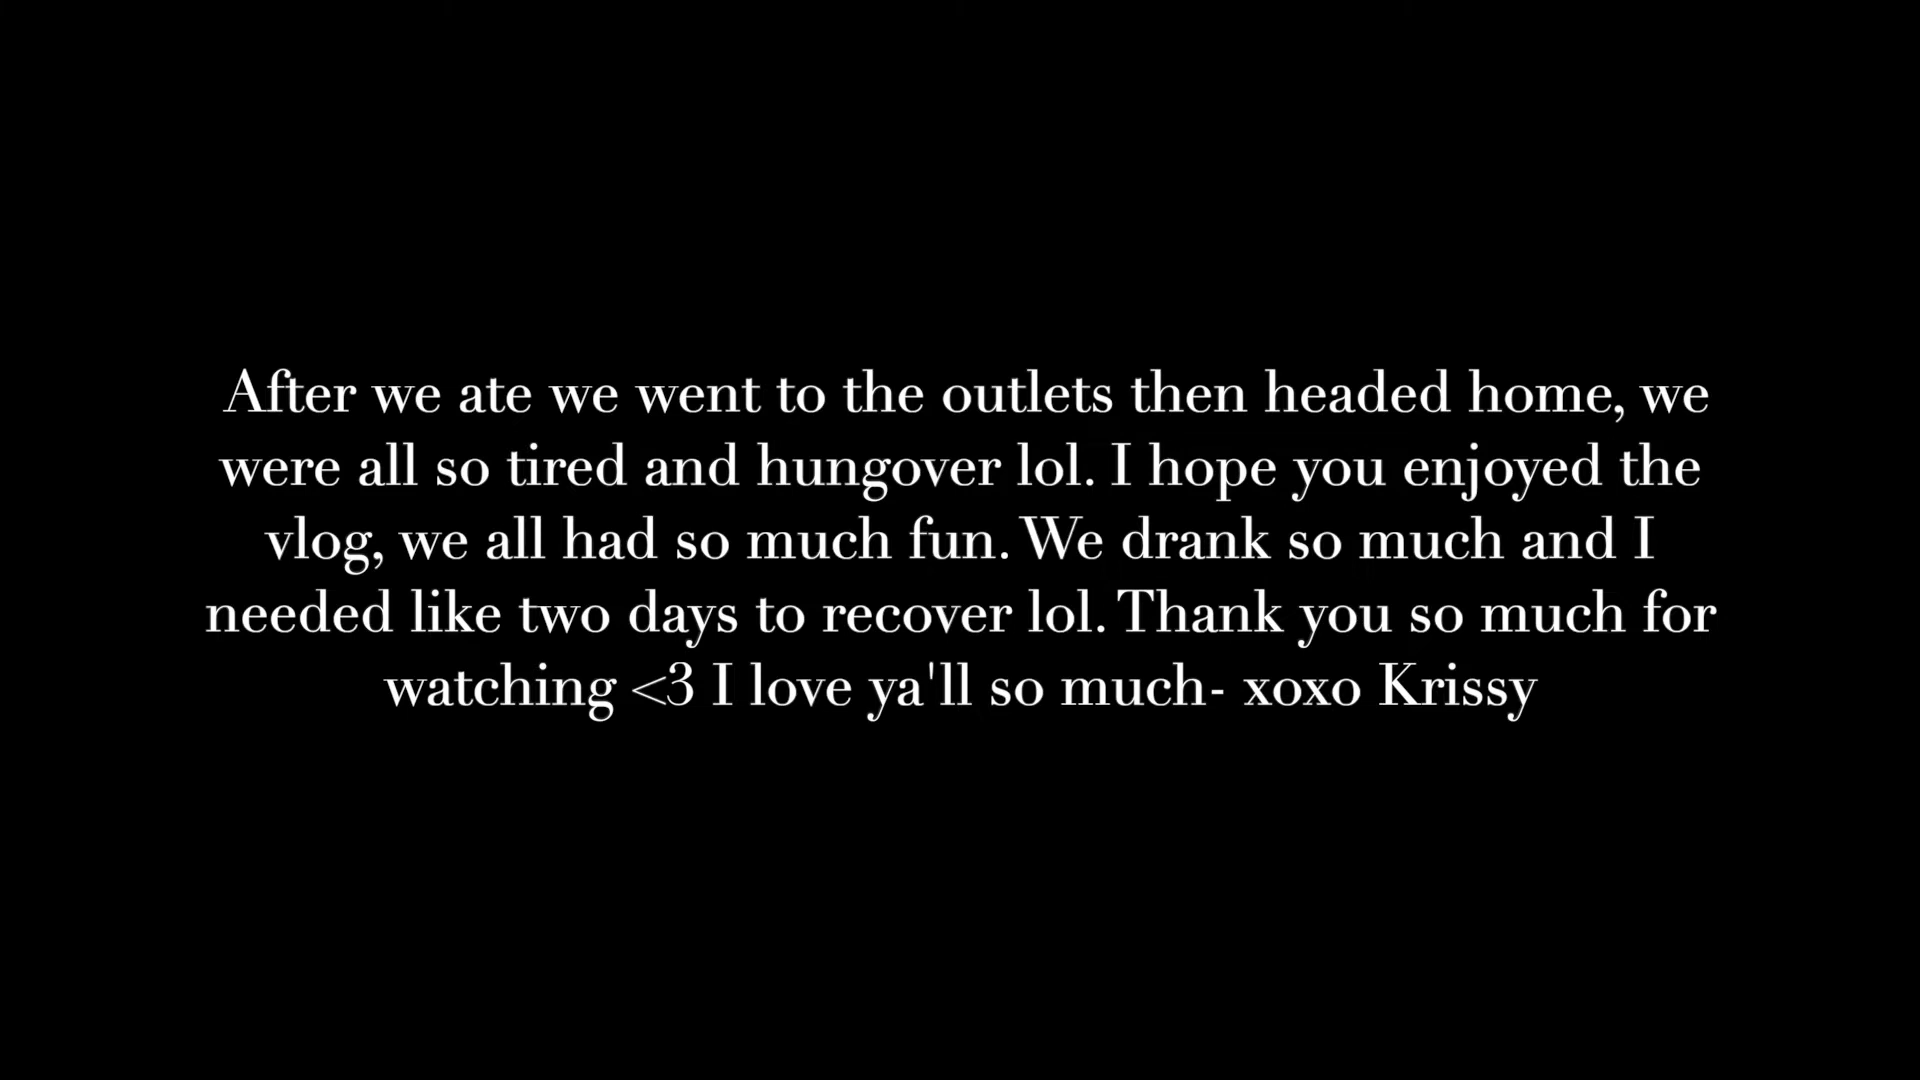 After we ate we went to the outlets then headed home, we
were all so tired and hungover lol. I hope you enjoyed the
vlog, we all had so much fun. We drank so much and I
needed like two days to recover lol. Thank you so much for
watching <3 I love ya'll so much- xoxo Krissy